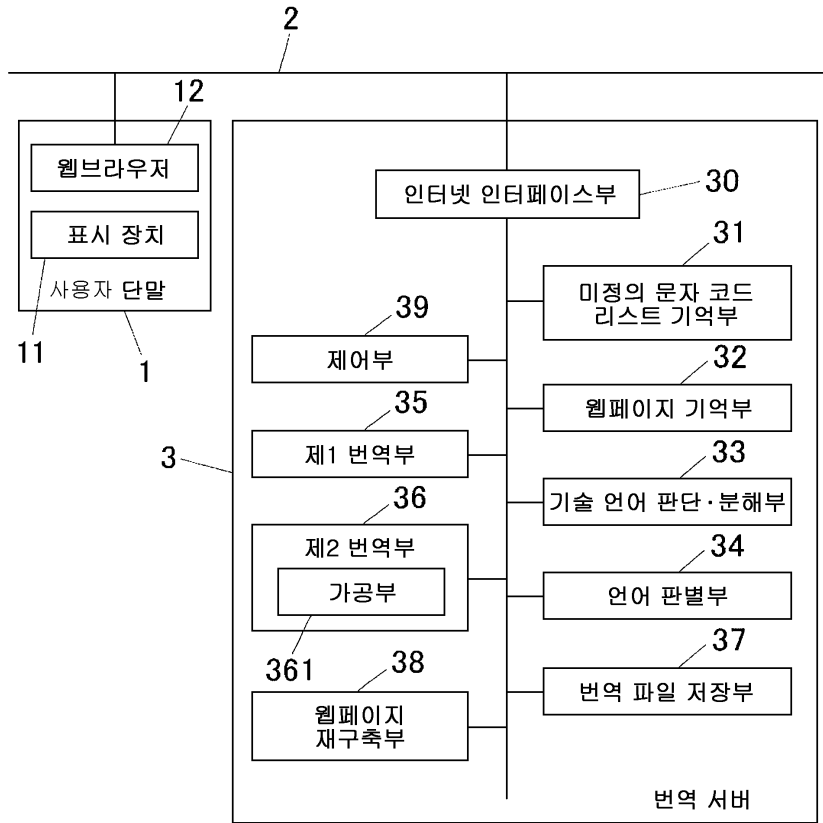 2
12
웹브라우저
표시 장치
사용자 단말
11
1
인터넷 인터페이스부
30
31
미정의 문자 코드
리스트 기억부
39
제어부
32
웹페이지 기억부
35
제1 번역부
3
33
기술 언어 판단·분해부
36
제2 번역부
가공부
361
34
언어 판별부
38
웹페이지
재구축부
37
번역 파일 저장부
번역 서버